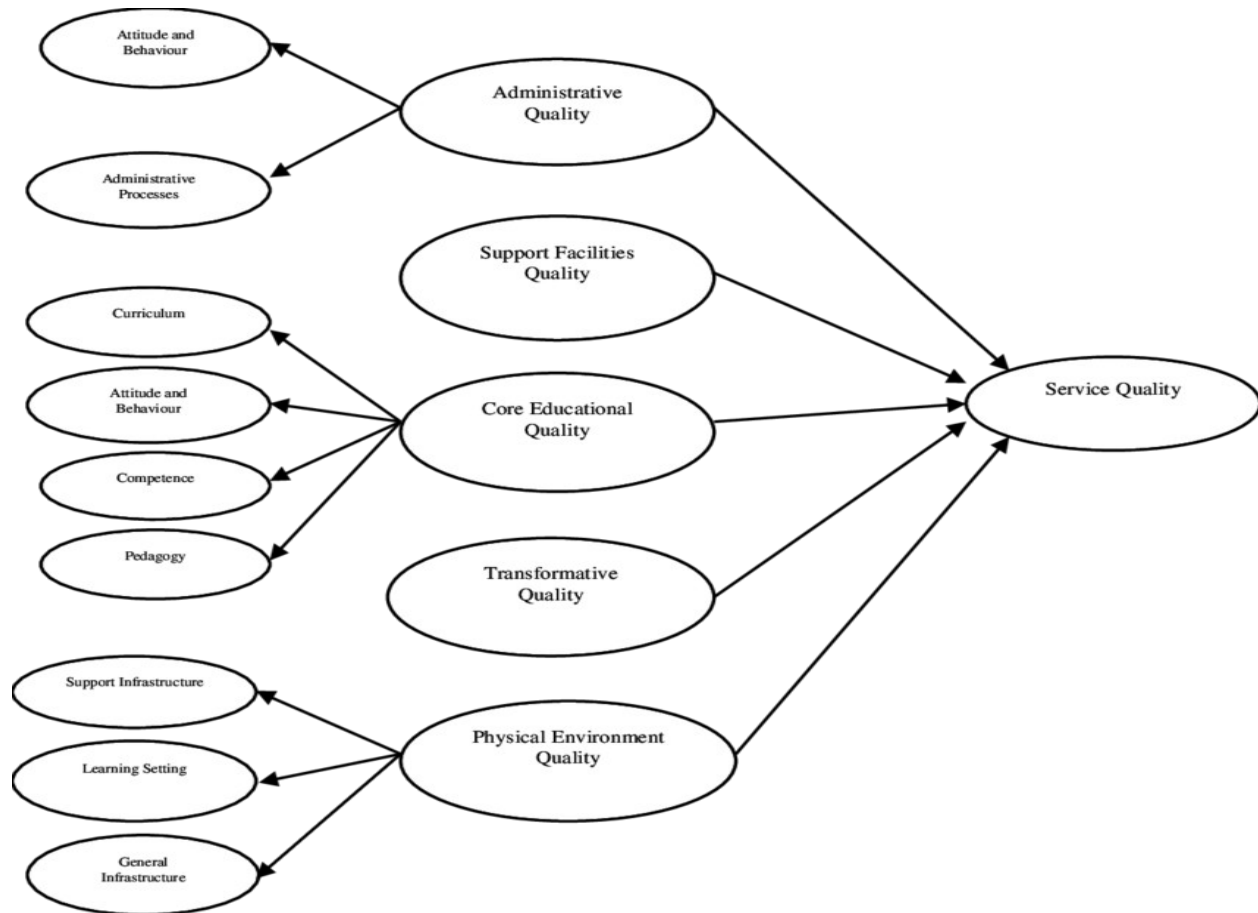 Attitude and
Behaviour
Administrative
Processes
Curriculum
Attitude and
Behaviour
Competence
Pedagogy
Support Infrastructure
Learning Setting
General
Infrastructure
Administrative
Quality
Support Facilities
Quality
Core Educational
Quality
Transformative
Quality
Physical Environment
Quality
Service Quality